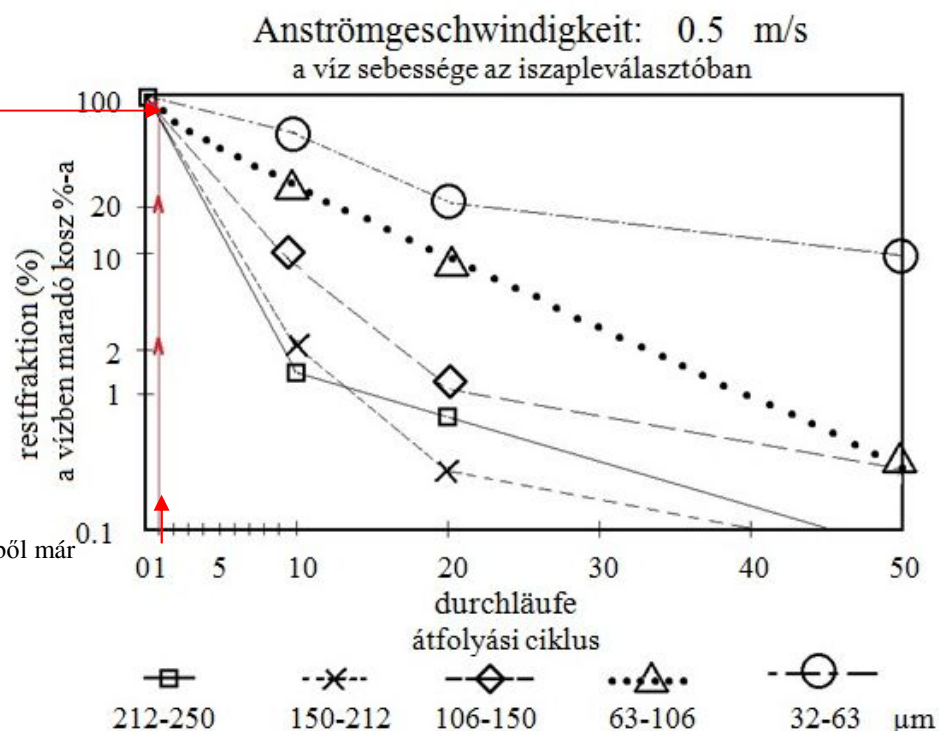 Anströmgeschwindigkeit: 0.5 m/s
a víz sebessége az iszapleválasztóban
restfraktion (%)
a vízben maradó kosz %-a
100
20
10
2
1
0.1
ből már
0 1 5 10 20 30 40 50
durchläufe
átfolyási ciklus
212-250 150-212 106-150 63-106 32-63 µm